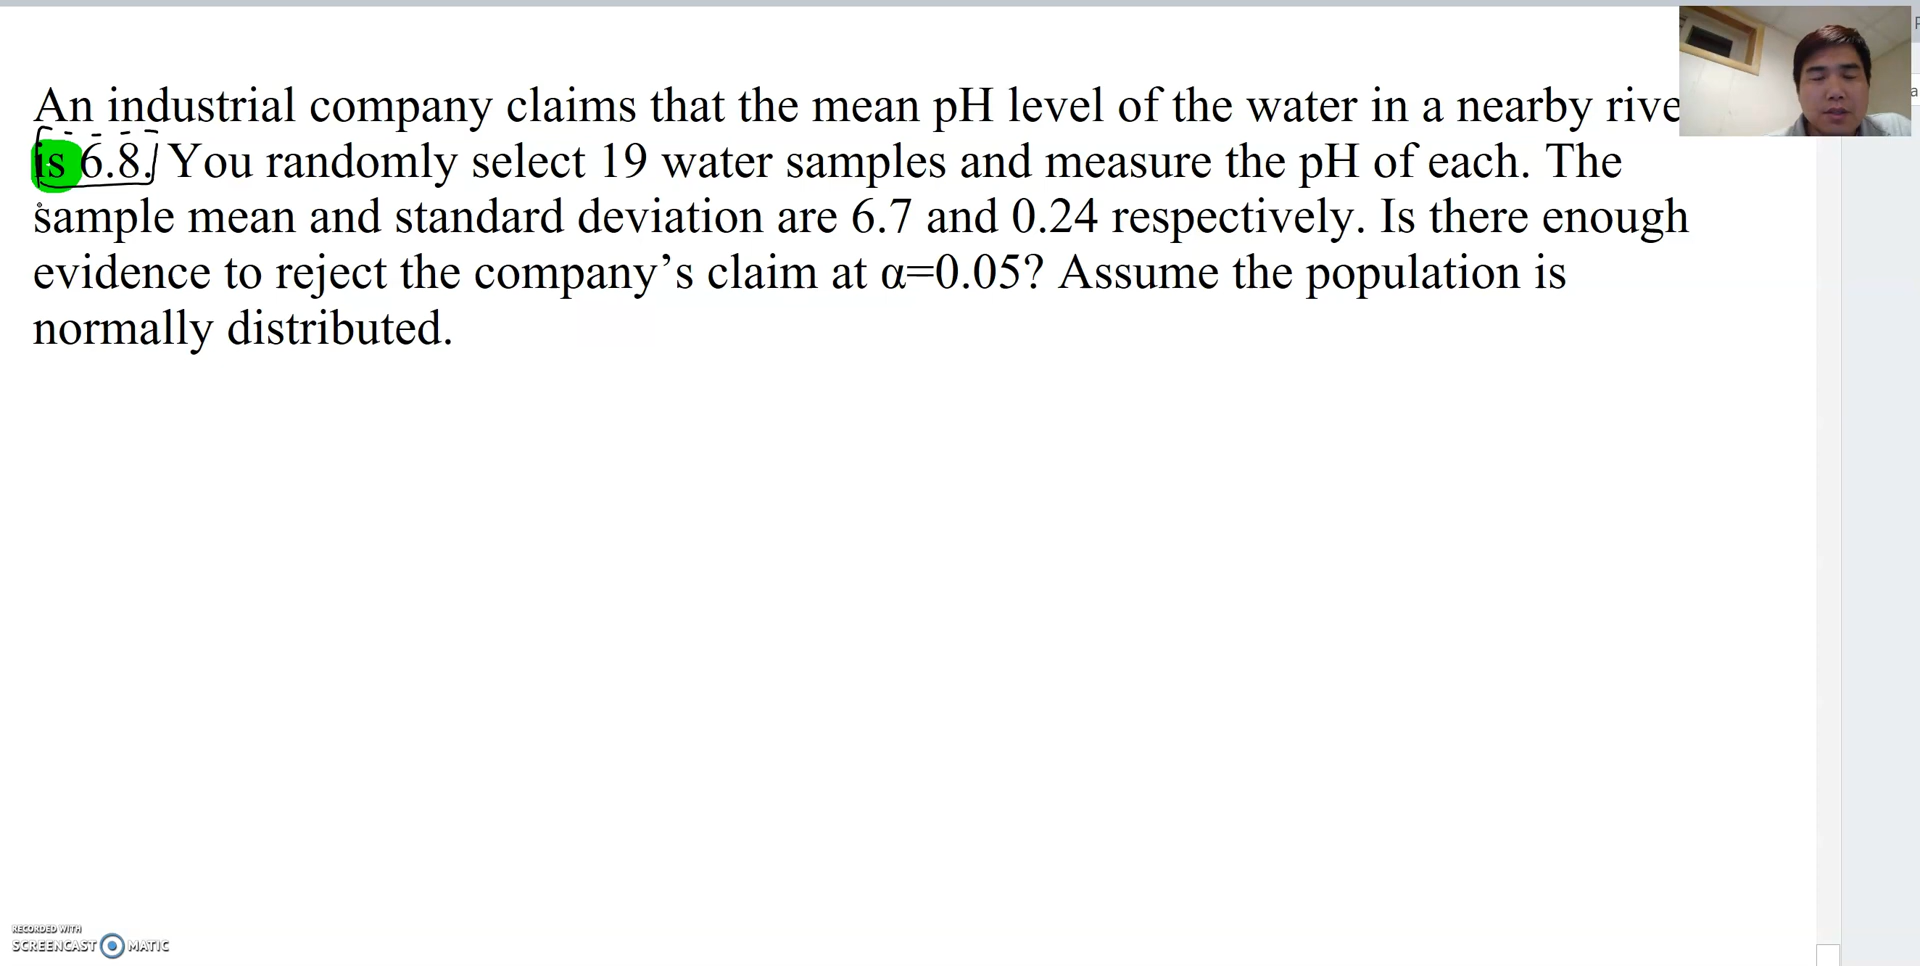 An industrial company claims that the mean pH level of the water in a nearby rive
is 6.8. You randomly select 19 water samples and measure the pH of each. The
sample mean and standard deviation are 6.7 and 0.24 respectively. Is there enough
evidence to reject the company’s claim at α=0.05? Assume the population is
normally distributed.
RECORDED WITH
SCREENCAST MATIC